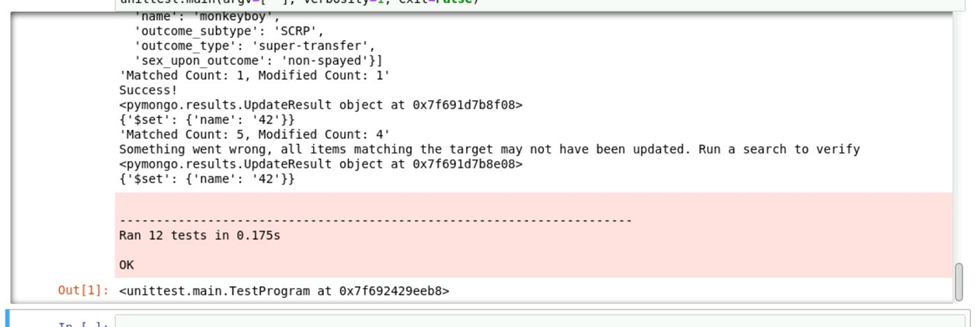 unittest.main(argv=[''], verbosity=1, exit=False)
'name': 'monkeyboy',
'outcome_subtype': 'SCRP',
'outcome_type': 'super-transfer',
'sex_upon_outcome': 'non-spayed'}]
'Matched Count: 1, Modified Count: 1'
Success!
<pymongo.results.UpdateResult object at 0x7f691d7b8f08>
{'$set': {'name': '42'}}
'Matched Count: 5, Modified Count: 4'
Something went wrong, all items matching the target may not have been updated. Run a search to verify
<pymongo.results.UpdateResult object at 0x7f691d7b8e08>
{'$set': {'name': '42'}}
----------------------------------------------------------------------
Ran 12 tests in 0.175s
OK
Out[1]: <unittest.main.TestProgram at 0x7f692429eeb8>
In [ ]: